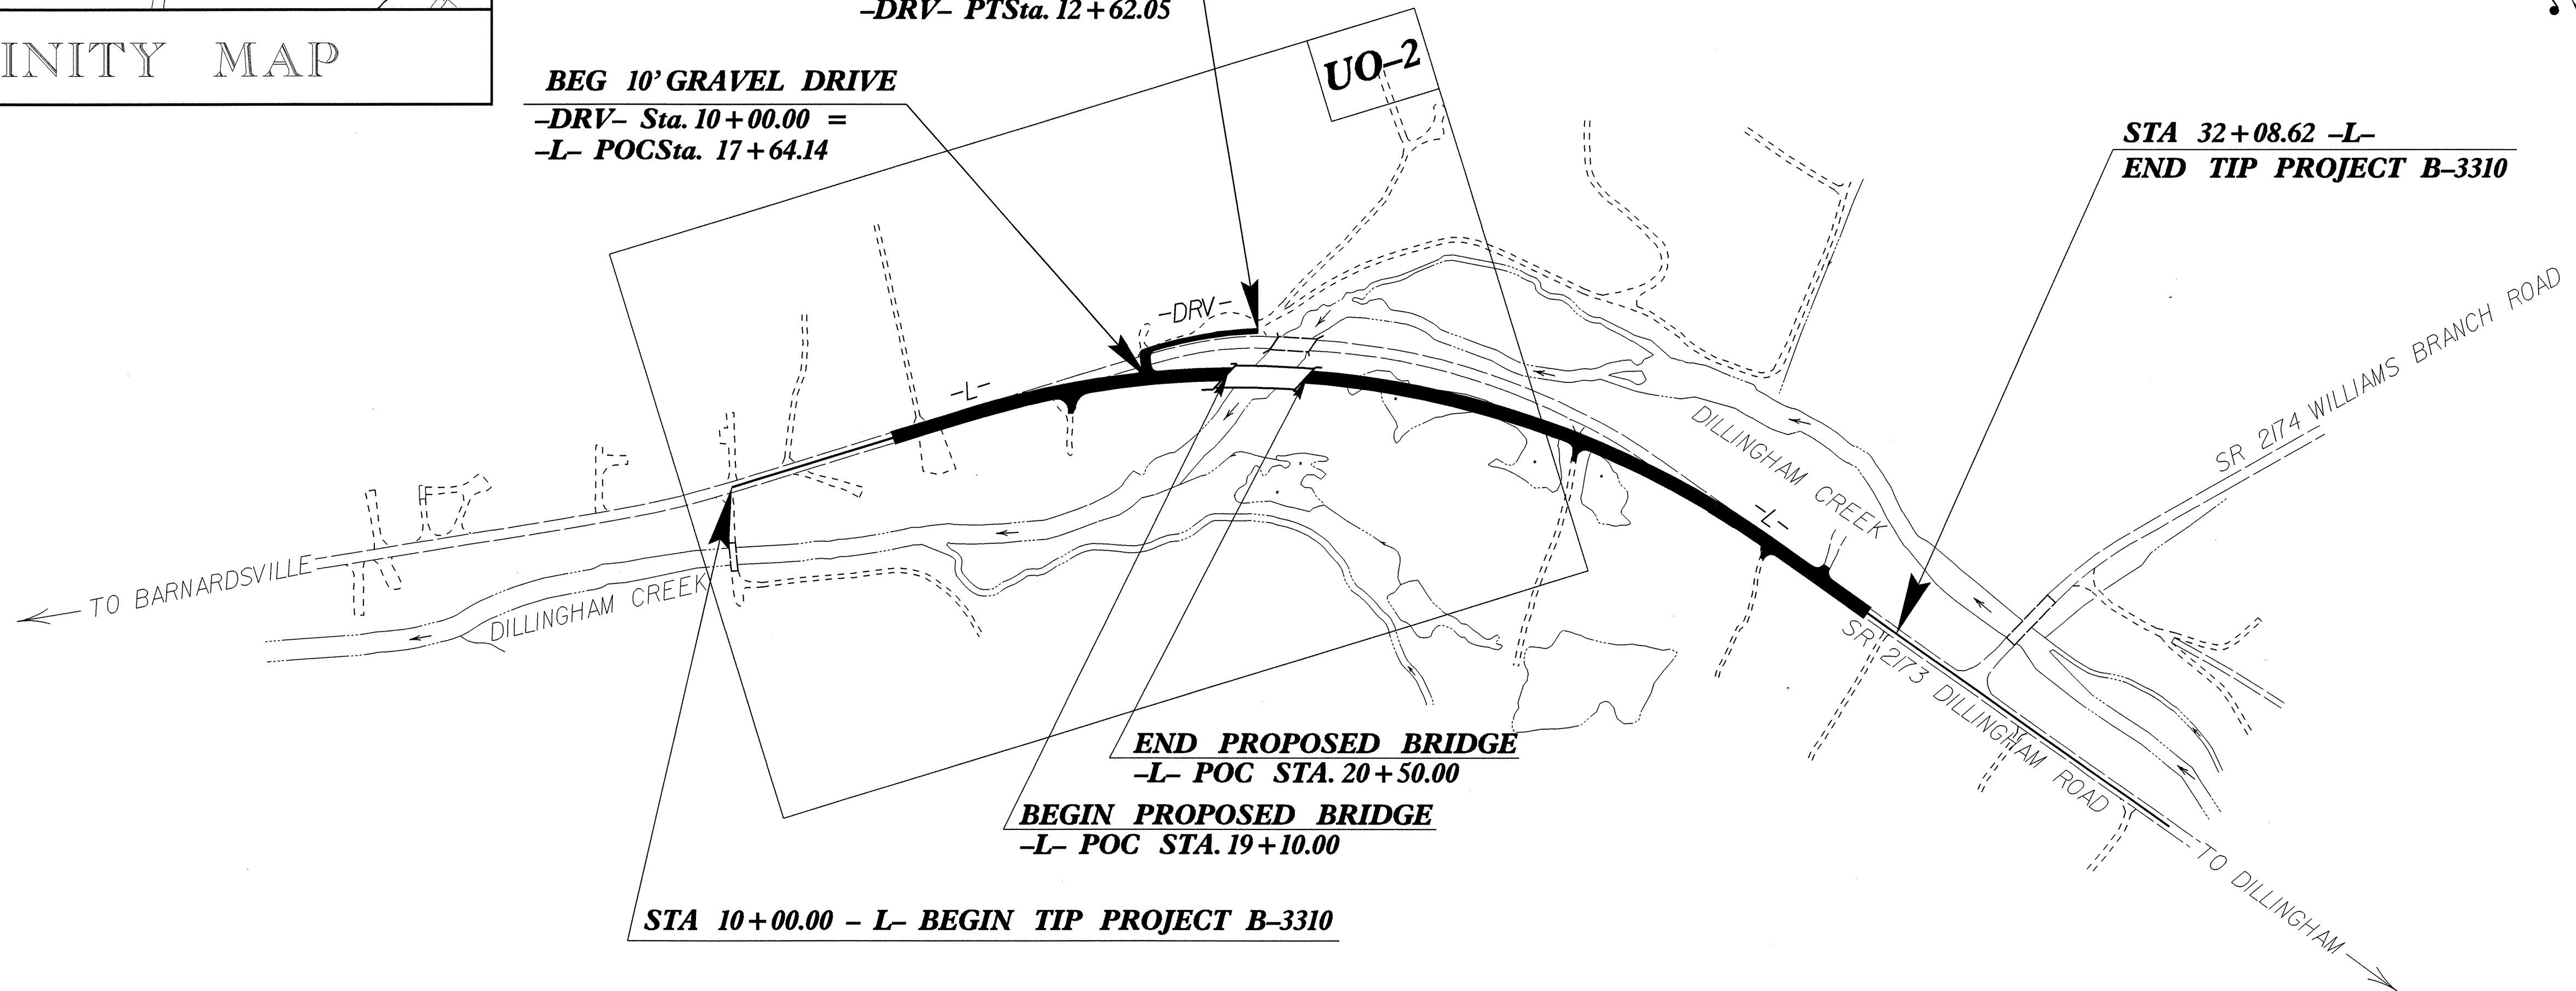 –DRV– PTSta. 12+62.05
INITY MAP
UO–2
BEG 10' GRAVEL DRIVE
–DRV– Sta. 10+00.00 =
–L– POCSta. 17+64.14
STA 32+08.62 –L–
END TIP PROJECT B–3310
–DRV–
–L–
SR 2174 WILLIAMS BRANCH ROAD
DILLINGHAM CREEK
–L–
TO BARNARDSVILLE
DILLINGHAM CREEK
SR 2173 DILLINGHAM ROAD
END PROPOSED BRIDGE
–L– POC STA. 20+50.00
BEGIN PROPOSED BRIDGE
–L– POC STA. 19+10.00
TO DILLINGHAM
STA 10+00.00 – L– BEGIN TIP PROJECT B–3310